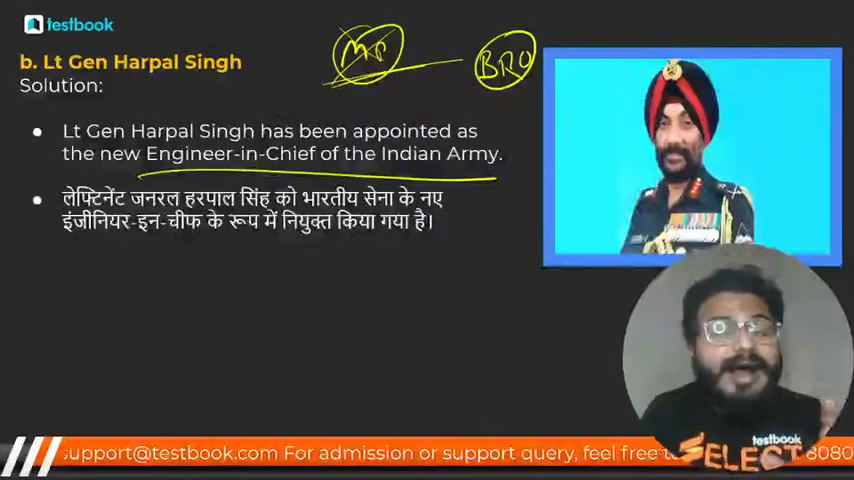 testbook
b. Lt Gen Harpal Singh
Solution:
BRO
Lt Gen Harpal Singh has been appointed as
the new Engineer-in-Chief of the Indian Army.
लेफ्टिनेंट जनरल हरपाल सिंह को भारतीय सेना के नए
इंजीनियर-इन-चीफ के रूप में नियुक्त किया गया है।
testbook
SELECT
support@testbook.com For admission or support query, feel free 8080